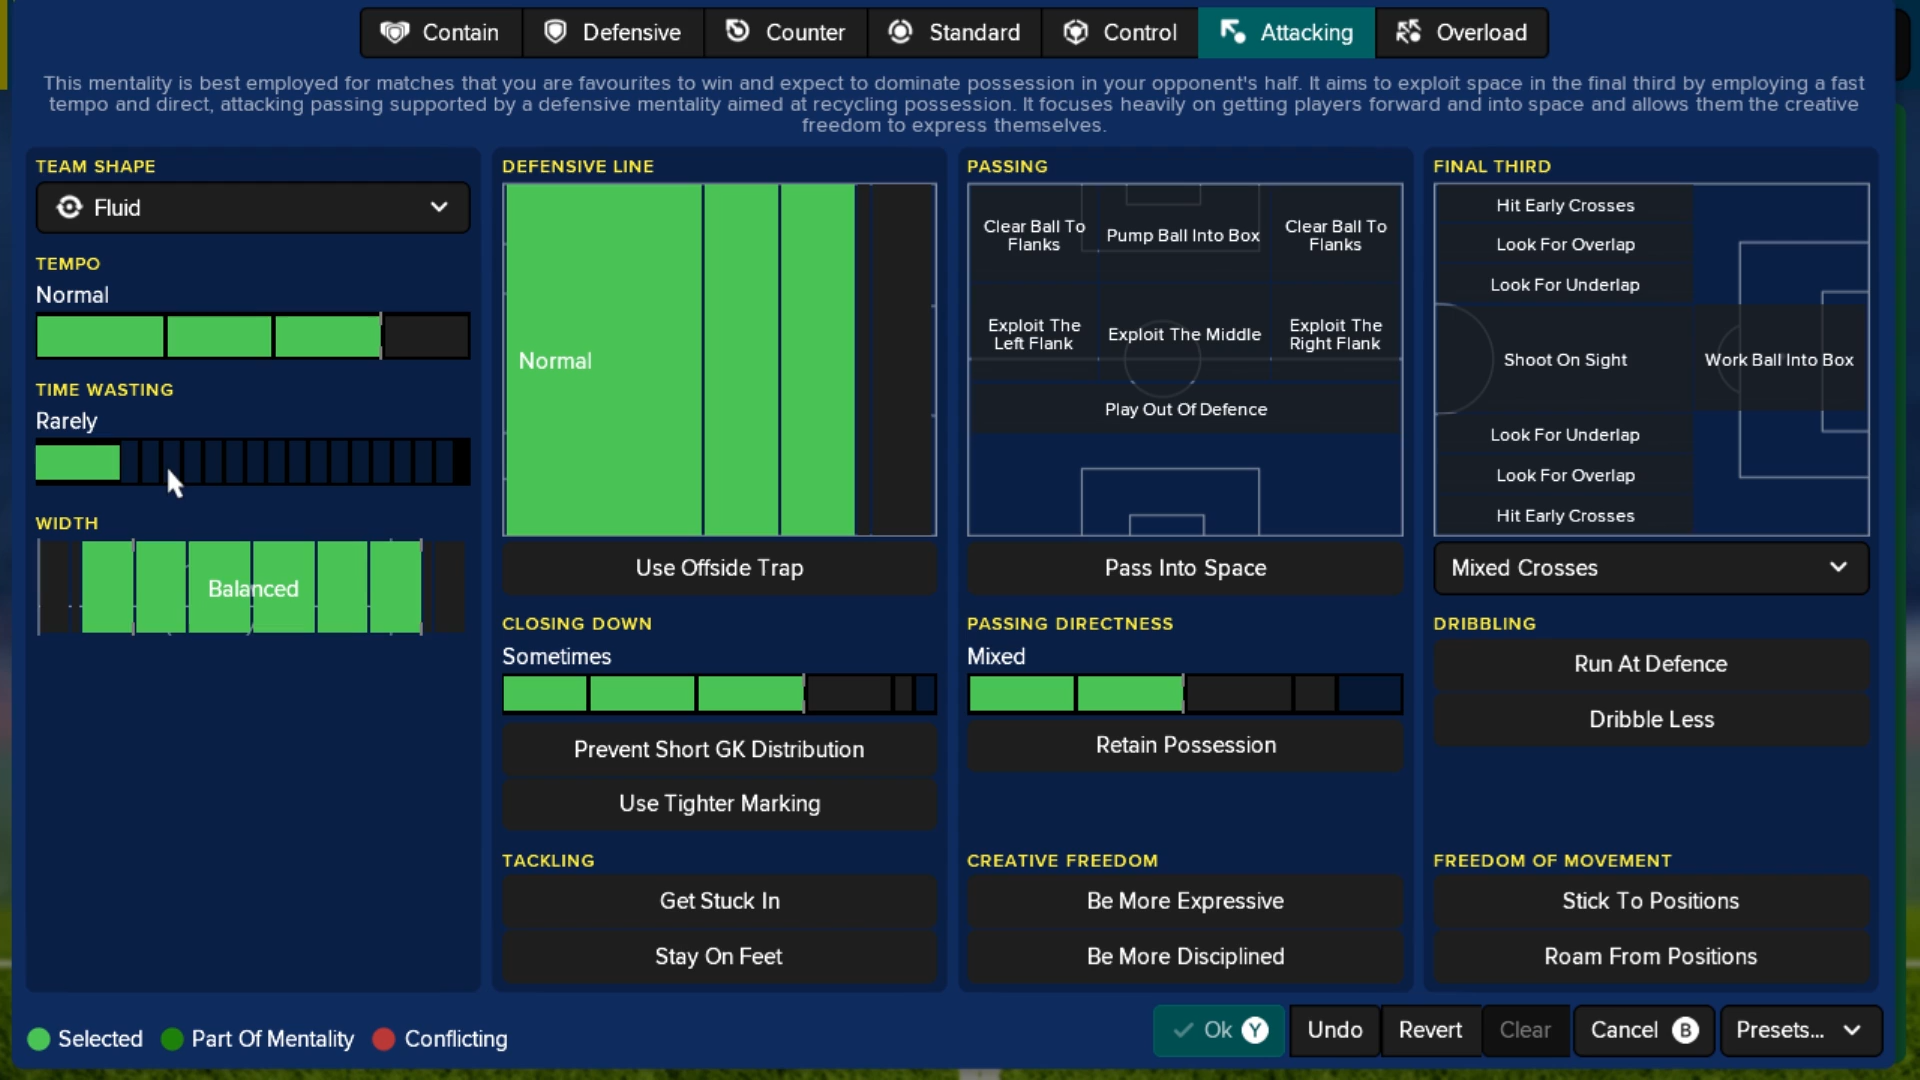 Contain
Defensive
Counter
Standard
Control
Attacking
Overload
This mentality is best employed for matches that you are favourites to win and expect to dominate possession in your opponent's half. It aims to exploit space in the final third by employing a fast
tempo and direct, attacking passing supported by a defensive mentality aimed at recycling possession. It focuses heavily on getting players forward and into space and allows them the creative
freedom to express themselves.
TEAM SHAPE
Fluid
TEMPO
Normal
TIME WASTING
Rarely
WIDTH
Balanced
DEFENSIVE LINE
Normal
Use Offside Trap
CLOSING DOWN
Sometimes
Prevent Short GK Distribution
Use Tighter Marking
TACKLING
Get Stuck In
Stay On Feet
PASSING
Clear Ball To
Flanks
Pump Ball Into Box
Clear Ball To
Flanks
Exploit The
Left Flank
Exploit The Middle
Exploit The
Right Flank
Play Out Of Defence
Pass Into Space
PASSING DIRECTNESS
Mixed
Retain Possession
CREATIVE FREEDOM
Be More Expressive
Be More Disciplined
FINAL THIRD
Hit Early Crosses
Look For Overlap
Look For Underlap
Shoot On Sight
Work Ball Into Box
Look For Underlap
Look For Overlap
Hit Early Crosses
Mixed Crosses
DRIBBLING
Run At Defence
Dribble Less
FREEDOM OF MOVEMENT
Stick To Positions
Roam From Positions
Selected
Part Of Mentality
Conflicting
Ok Y
Undo
Revert
Clear
Cancel B
Presets...